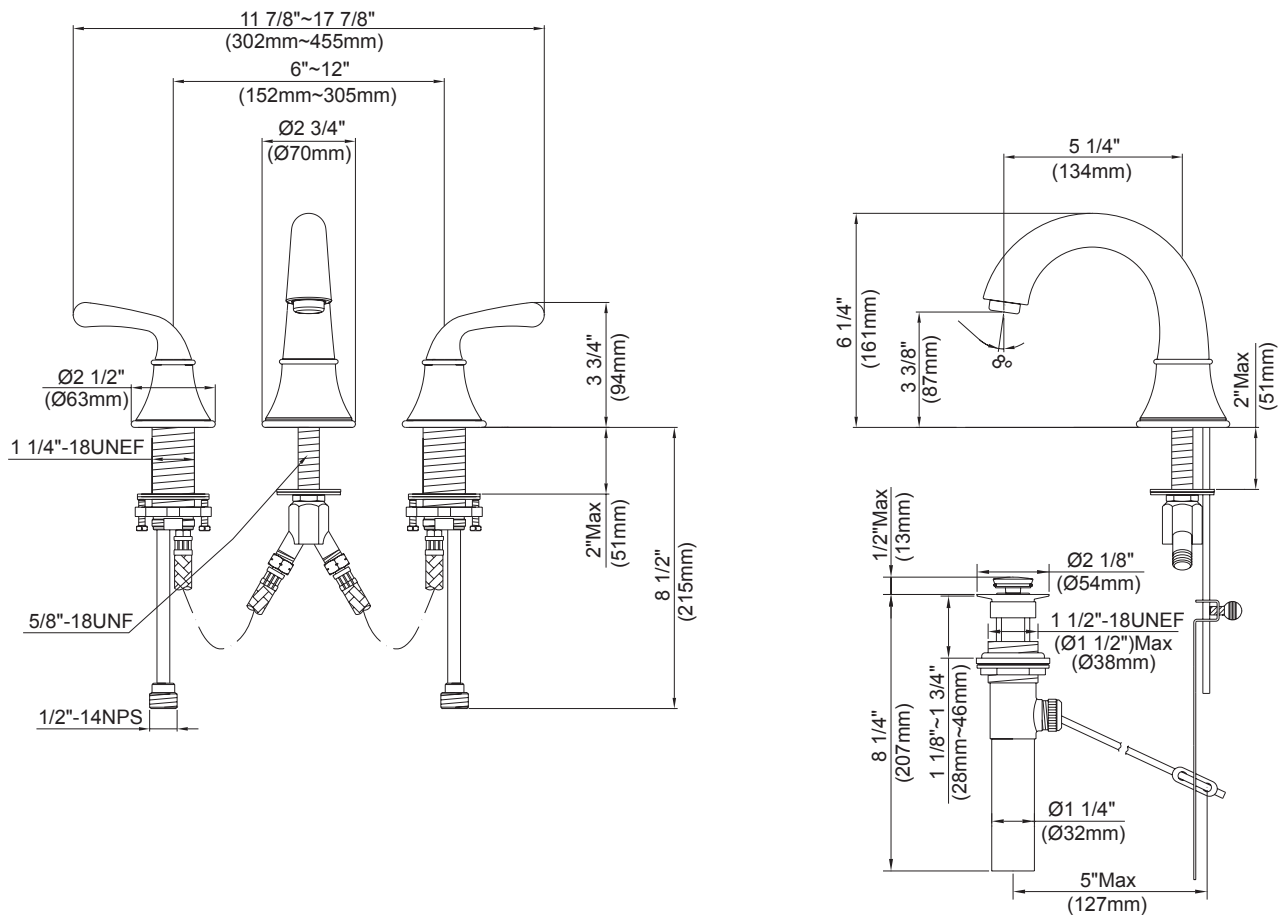 11 7/8"~17 7/8"
(302mm~455mm)
6"~12"
(152mm~305mm)
Ø2 3/4"
(Ø70mm)
Ø2 1/2"
(Ø63mm)
3 3/4"
(94mm)
1 1/4"-18UNEF
2"Max
(51mm)
8 1/2"
(215mm)
5/8"-18UNF
1/2"-14NPS
5 1/4"
(134mm)
6 1/4"
(161mm)
3 3/8"
(87mm)
2"Max
(51mm)
1/2"Max
(13mm)
Ø2 1/8"
(Ø54mm)
1 1/2"-18UNEF
(Ø1 1/2")Max
(Ø38mm)
8 1/4"
(207mm)
1 1/8"~1 3/4"
(28mm~46mm)
Ø1 1/4"
(Ø32mm)
5"Max
(127mm)